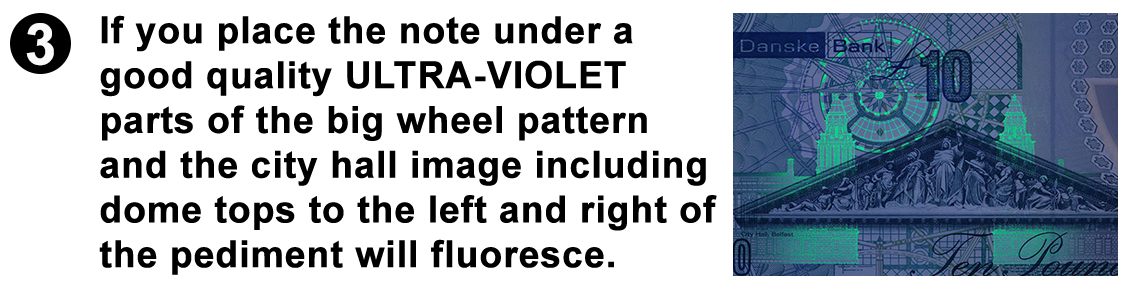 3
If you place the note under a
good quality ULTRA-VIOLET
parts of the big wheel pattern
and the city hall image including
dome tops to the left and right of
the pediment will fluoresce.
Danske Bank
£10
City Hall, Belfast
0
Ten Poun